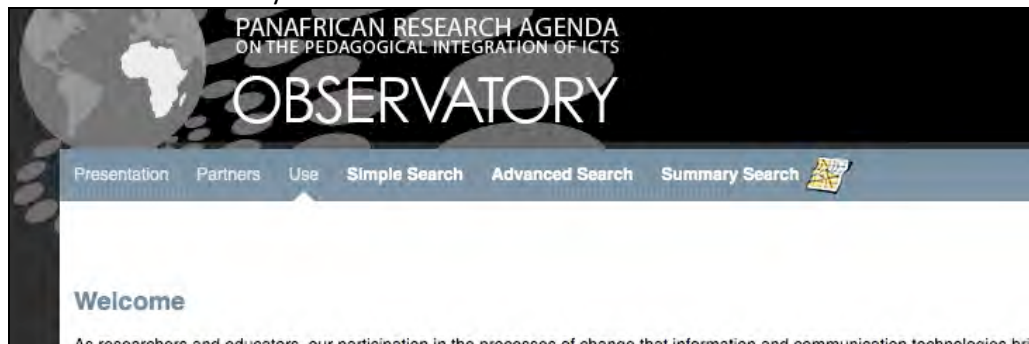 PANAFRICAN RESEARCH AGENDA
ON THE PEDAGOGICAL INTEGRATION OF ICTS
OBSERVATORY
Presentation Partners Use Simple Search Advanced Search Summary Search
Welcome
As researchers and educators, our participation in the processes of change that information and communication technologies